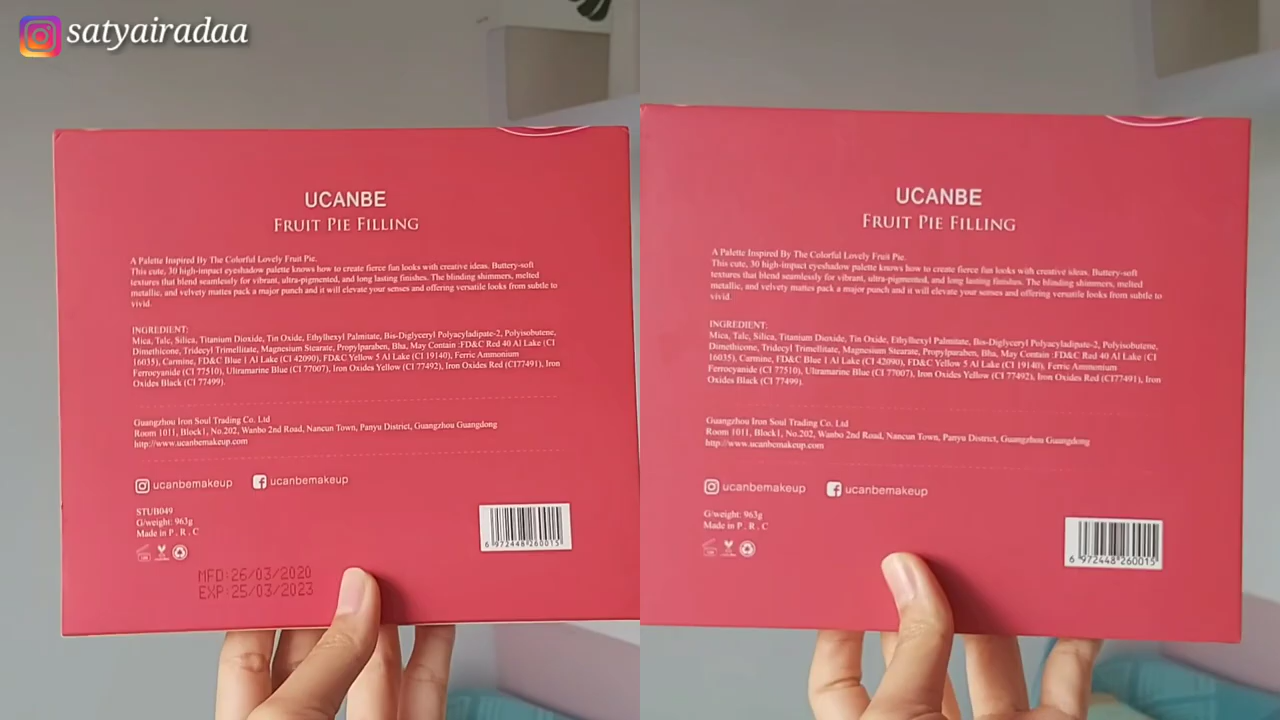 satyairadaa
UCANBE
FRUIT PIE FILLING
A Palette Inspired By The Colorful Lovely Fruit Pie.
This cute, 30 high-impact eyeshadow palette knows how to create fierce fun looks with creative ideas. Buttery-soft
textures that blend seamlessly for vibrant, ultra-pigmented, and long lasting finishes. The blinding shimmers, melted
metallic, and velvety mattes pack a major punch and it will elevate your senses and offering versatile looks from subtle to
vivid.
INGREDIENT:
Mica, Talc, Silica, Titanium Dioxide, Tin Oxide, Ethylhexyl Palmitate, Bis-Diglyceryl Polyacyladipate-2, Polyisobutene,
Dimethicone, Tridecyl Trimellitate, Magnesium Stearate, Propylparaben, Bha, May Contain :FD&C Red 40 Al Lake (CI
16035), Carmine, FD&C Blue 1 Al Lake (CI 42090), FD&C Yellow 5 Al Lake (CI 19140), Ferric Ammonium
Ferrocyanide (CI 77510), Ultramarine Blue (CI 77007), Iron Oxides Yellow (CI 77492), Iron Oxides Red (CI77491), Iron
Oxides Black (CI 77499).
Guangzhou Iron Soul Trading Co. Ltd
Room 1011, Block1, No.202, Wanbo 2nd Road, Nancun Town, Panyu District, Guangzhou Guangdong
http://www.ucanbemakeup.com
ucanbemakeup ucanbemakeup
STUB049
G/weight: 963g
Made in P . R . C
6 972448 260015
MFD:26/03/2020
EXP:25/03/2023
UCANBE
FRUIT PIE FILLING
A Palette Inspired By The Colorful Lovely Fruit Pie.
This cute, 30 high-impact eyeshadow palette knows how to create fierce fun looks with creative ideas. Buttery-soft
textures that blend seamlessly for vibrant, ultra-pigmented, and long lasting finishes. The blinding shimmers, melted
metallic, and velvety mattes pack a major punch and it will elevate your senses and offering versatile looks from subtle to
vivid.
INGREDIENT:
Mica, Talc, Silica, Titanium Dioxide, Tin Oxide, Ethylhexyl Palmitate, Bis-Diglyceryl Polyacyladipate-2, Polyisobutene,
Dimethicone, Tridecyl Trimellitate, Magnesium Stearate, Propylparaben, Bha, May Contain :FD&C Red 40 Al Lake (CI
16035), Carmine, FD&C Blue 1 Al Lake (CI 42090), FD&C Yellow 5 Al Lake (CI 19140), Ferric Ammonium
Ferrocyanide (CI 77510), Ultramarine Blue (CI 77007), Iron Oxides Yellow (CI 77492), Iron Oxides Red (CI77491), Iron
Oxides Black (CI 77499).
Guangzhou Iron Soul Trading Co. Ltd
Room 1011, Block1, No.202, Wanbo 2nd Road, Nancun Town, Panyu District, Guangzhou Guangdong
http://www.ucanbemakeup.com
ucanbemakeup ucanbemakeup
G/weight: 963g
Made in P . R . C
6 972448 260015